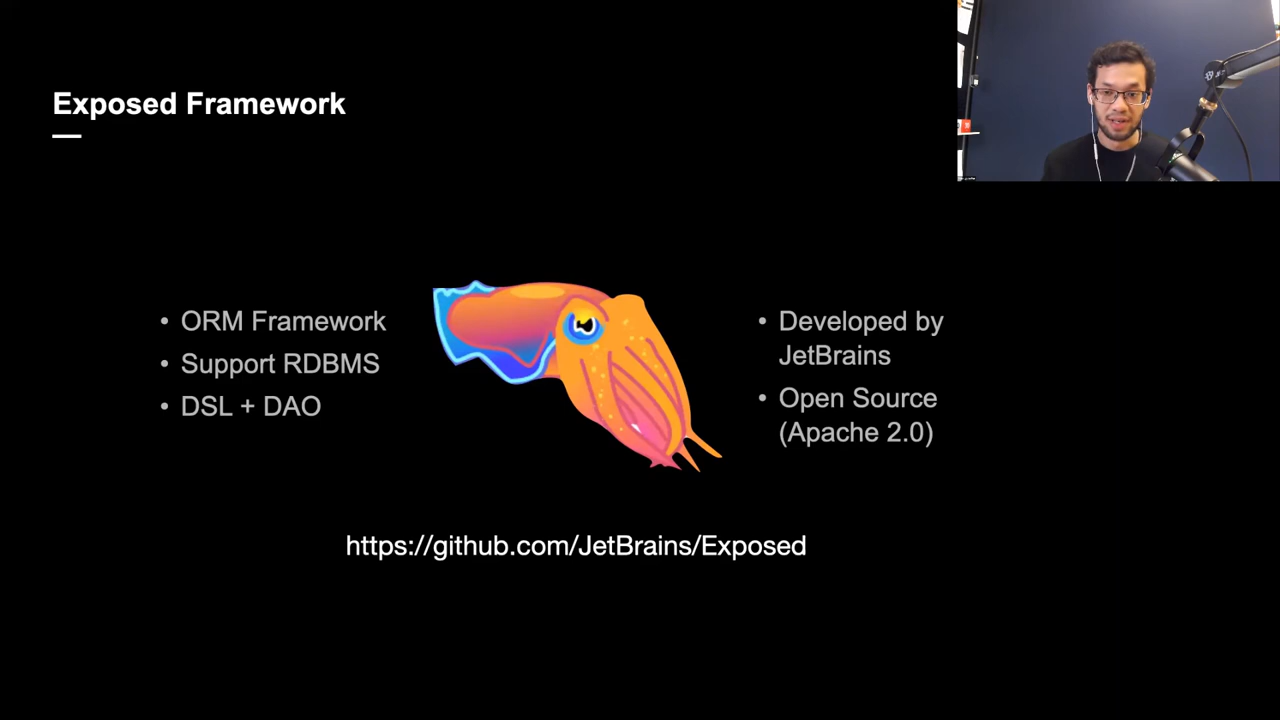 Exposed Framework
• ORM Framework
• Support RDBMS
• DSL + DAO
• Developed by
JetBrains
• Open Source
(Apache 2.0)
https://github.com/JetBrains/Exposed